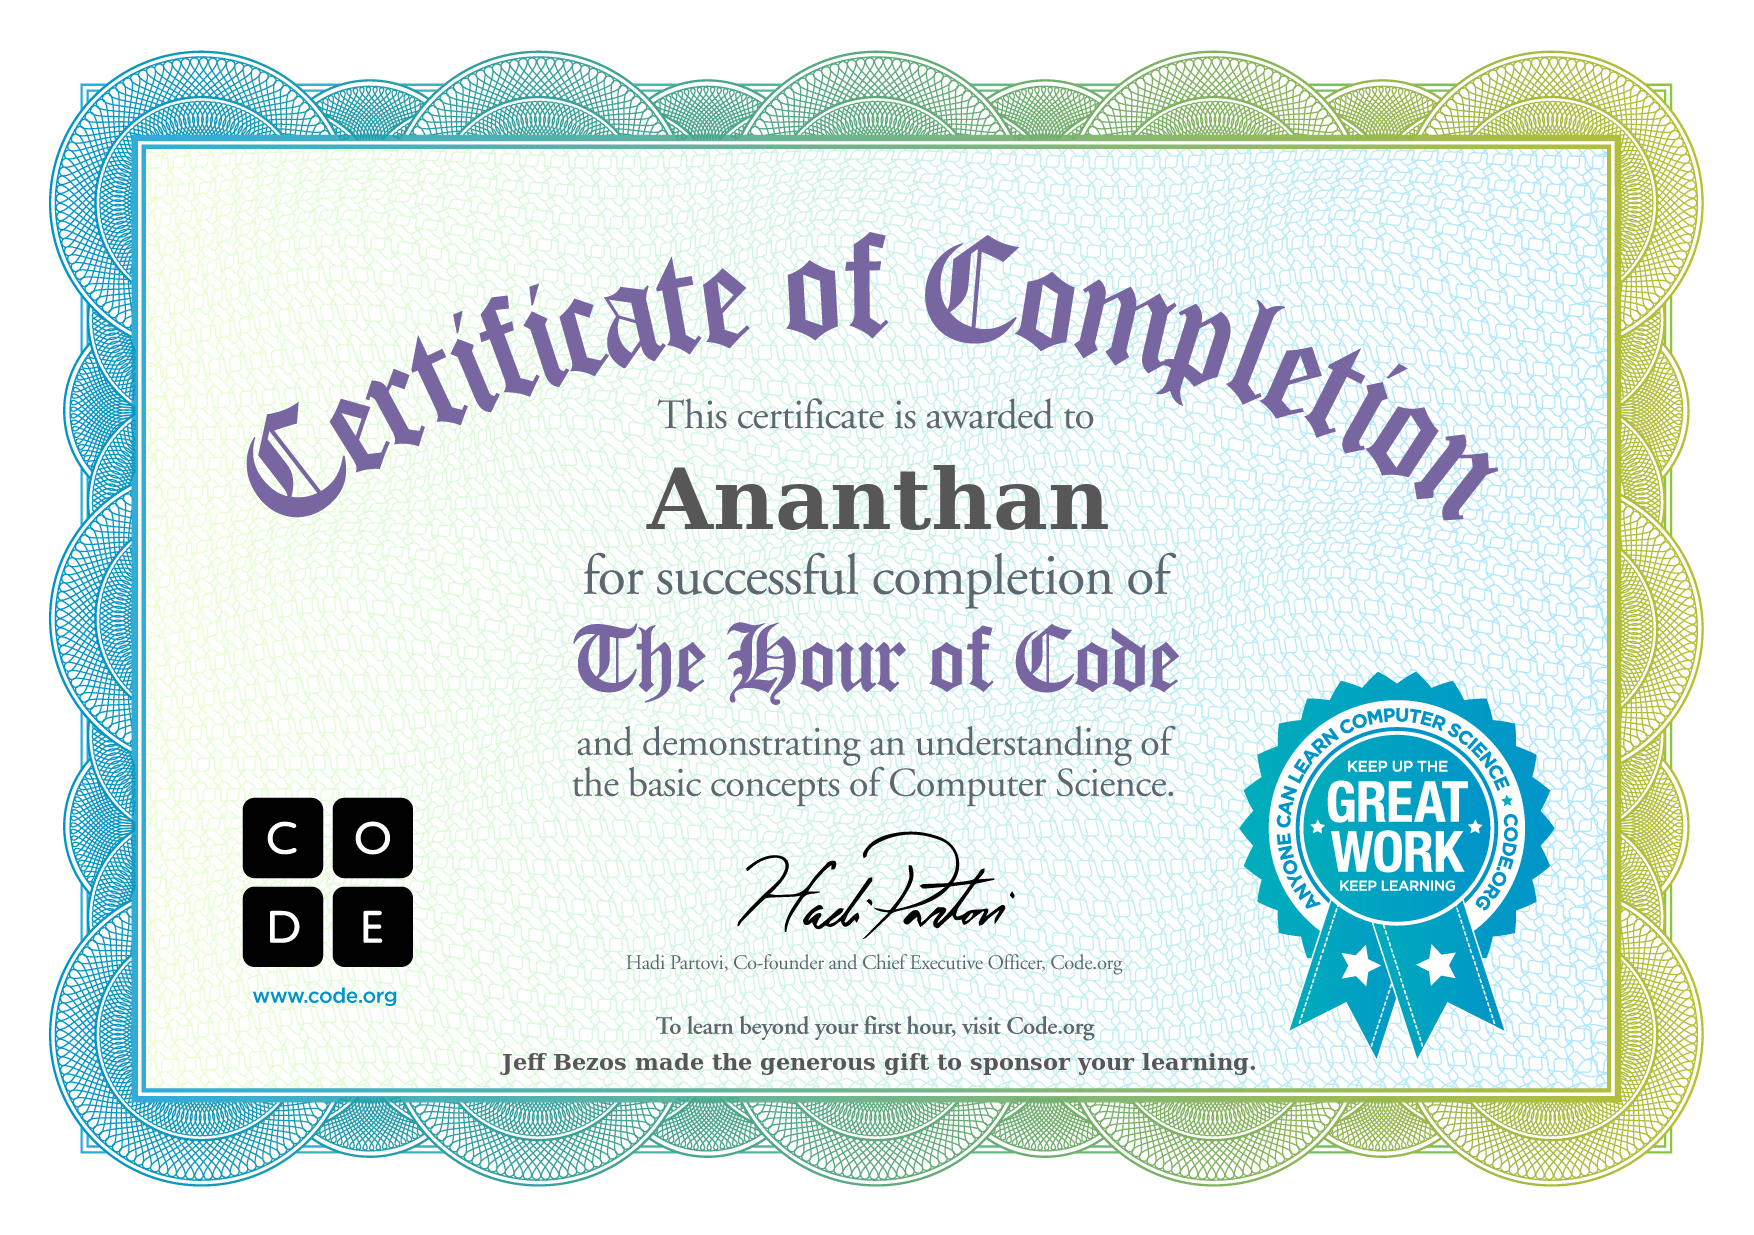 Certificate of Completion
This certificate is awarded to
Ananthan
for successful completion of
The Hour of Code
and demonstrating an understanding of
the basic concepts of Computer Science.
C O
D E
www.code.org
Hadi Partovi
Hadi Partovi, Co-founder and Chief Executive Officer, Code.org
To learn beyond your first hour, visit Code.org
Jeff Bezos made the generous gift to sponsor your learning.
ANYONE CAN LEARN COMPUTER SCIENCE ★ CODE.ORG
KEEP UP THE
GREAT
WORK
KEEP LEARNING